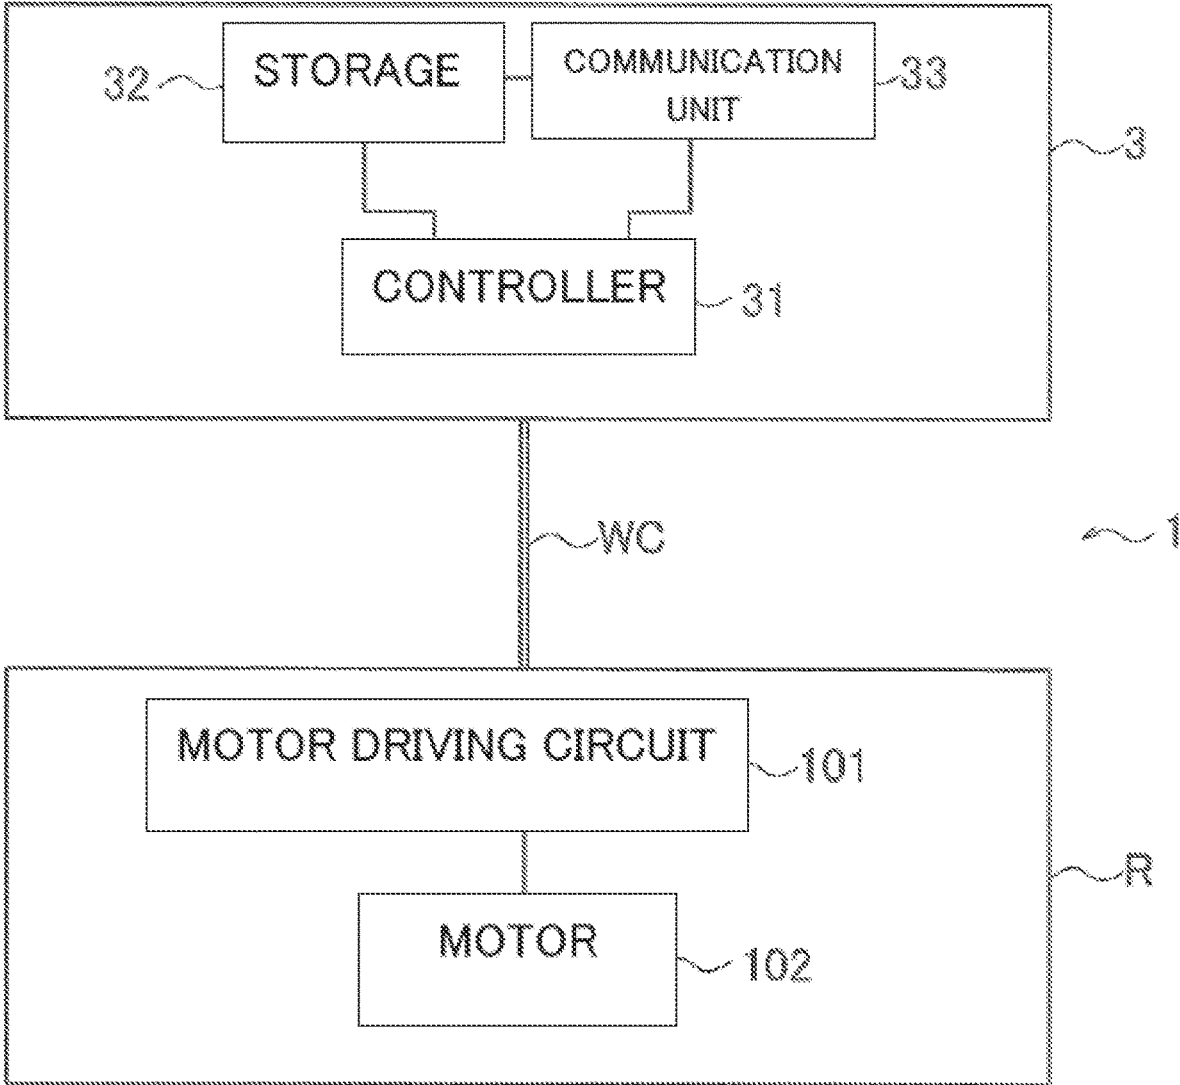 STORAGE
COMMUNICATION
UNIT
32
33
3
CONTROLLER
31
WC
1
MOTOR DRIVING CIRCUIT
101
R
MOTOR
102